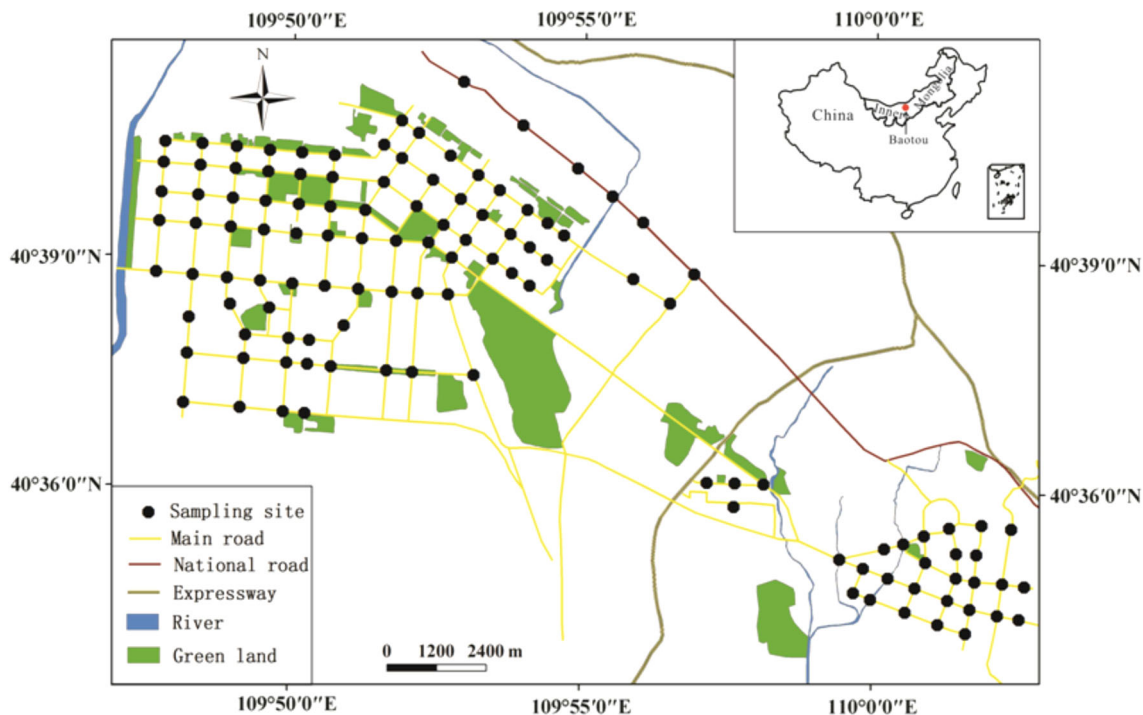 109°50′0″E 109°55′0″E 110°0′0″E
N
China
Inner Mongolia
Baotou
40°39′0″N 40°39′0″N
40°36′0″N 40°36′0″N
Sampling site
Main road
National road
Expressway
River
Green land
0 1200 2400 m
109°50′0″E 109°55′0″E 110°0′0″E